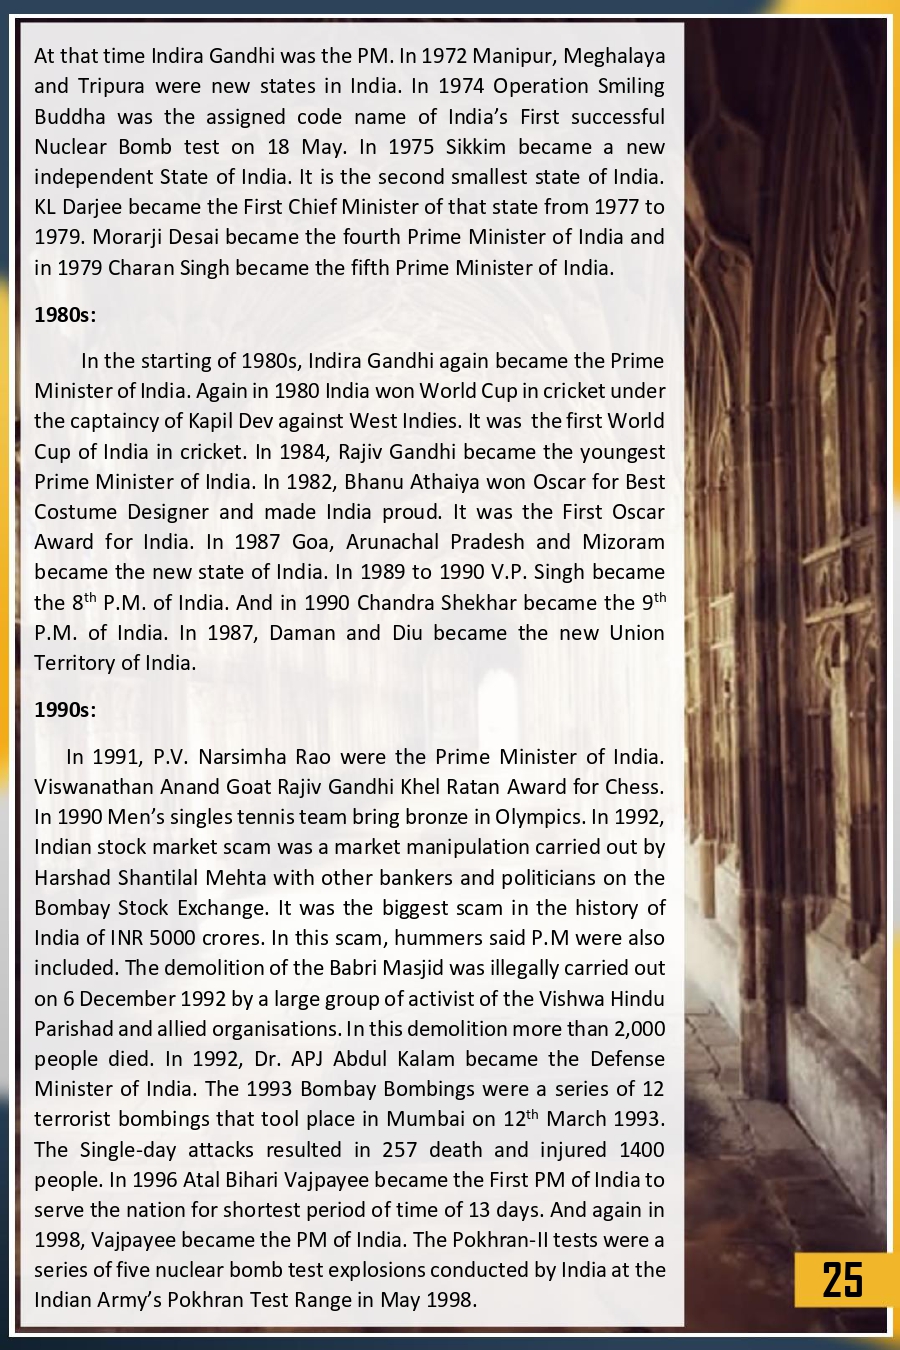 At that time Indira Gandhi was the PM. In 1972 Manipur, Meghalaya
and Tripura were new states in India. In 1974 Operation Smiling
Buddha was the assigned code name of India’s First successful
Nuclear Bomb test on 18 May. In 1975 Sikkim became a new
independent State of India. It is the second smallest state of India.
KL Darjee became the First Chief Minister of that state from 1977 to
1979. Morarji Desai became the fourth Prime Minister of India and
in 1979 Charan Singh became the fifth Prime Minister of India.
1980s:
In the starting of 1980s, Indira Gandhi again became the Prime
Minister of India. Again in 1980 India won World Cup in cricket under
the captaincy of Kapil Dev against West Indies. It was the first World
Cup of India in cricket. In 1984, Rajiv Gandhi became the youngest
Prime Minister of India. In 1982, Bhanu Athaiya won Oscar for Best
Costume Designer and made India proud. It was the First Oscar
Award for India. In 1987 Goa, Arunachal Pradesh and Mizoram
became the new state of India. In 1989 to 1990 V.P. Singh became
the 8th P.M. of India. And in 1990 Chandra Shekhar became the 9th
P.M. of India. In 1987, Daman and Diu became the new Union
Territory of India.
1990s:
In 1991, P.V. Narsimha Rao were the Prime Minister of India.
Viswanathan Anand Goat Rajiv Gandhi Khel Ratan Award for Chess.
In 1990 Men’s singles tennis team bring bronze in Olympics. In 1992,
Indian stock market scam was a market manipulation carried out by
Harshad Shantilal Mehta with other bankers and politicians on the
Bombay Stock Exchange. It was the biggest scam in the history of
India of INR 5000 crores. In this scam, hummers said P.M were also
included. The demolition of the Babri Masjid was illegally carried out
on 6 December 1992 by a large group of activist of the Vishwa Hindu
Parishad and allied organisations. In this demolition more than 2,000
people died. In 1992, Dr. APJ Abdul Kalam became the Defense
Minister of India. The 1993 Bombay Bombings were a series of 12
terrorist bombings that tool place in Mumbai on 12th March 1993.
The Single-day attacks resulted in 257 death and injured 1400
people. In 1996 Atal Bihari Vajpayee became the First PM of India to
serve the nation for shortest period of time of 13 days. And again in
1998, Vajpayee became the PM of India. The Pokhran-II tests were a
series of five nuclear bomb test explosions conducted by India at the
Indian Army’s Pokhran Test Range in May 1998.
25